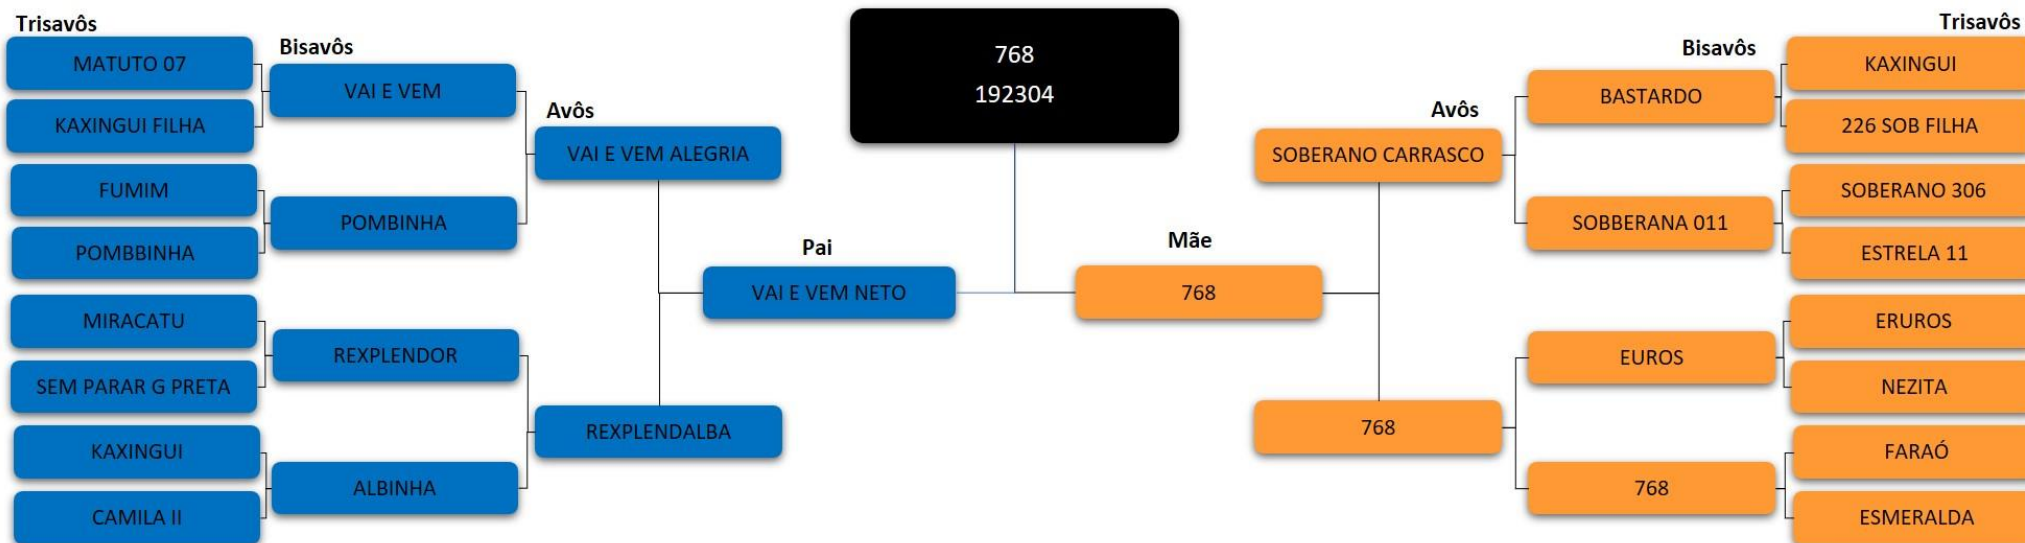 Trisavôs
MATUTO 07
KAXINGUI FILHA
FUMIM
POMBBINHA
MIRACATU
SEM PARAR G PRETA
KAXINGUI
CAMILA II
Bisavôs
VAI E VEM
POMBINHA
REXPLENDOR
ALBINHA
Avôs
VAI E VEM ALEGRIA
REXPLENDALBA
Pai
VAI E VEM NETO
768
192304
Mãe
768
Avôs
SOBERANO CARRASCO
768
Bisavôs
BASTARDO
SOBBERANA 011
EUROS
768
Trisavôs
KAXINGUI
226 SOB FILHA
SOBERANO 306
ESTRELA 11
ERUROS
NEZITA
FARAÓ
ESMERALDA